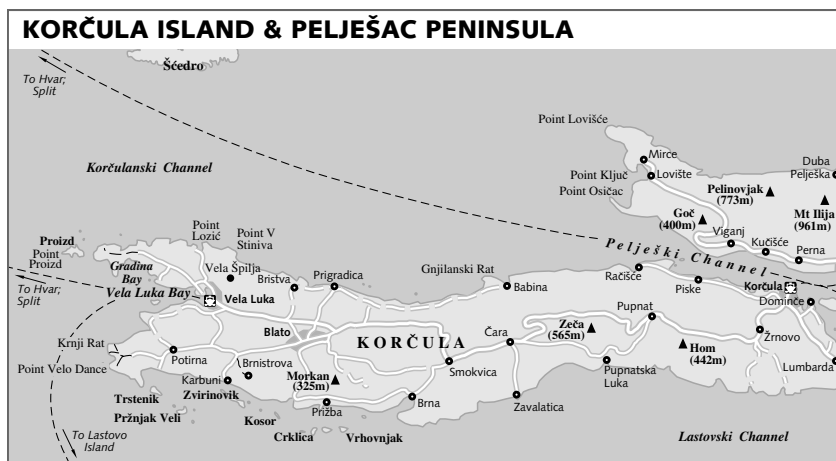 KORČULA ISLAND & PELJEŠAC PENINSULA
Šćedro
To Hvar;
Split
Korčulanski Channel
Point Lovišće
Mirce
Lovište
Point Ključ
Point Osičac
Duba
Pelješka
Pelinovjak
(773m)
Mt Ilija
(961m)
Goč
(400m)
Viganj
Kučišće
Perna
Pelješki Channel
Proizd
Point
Proizd
Point
Lozić
Point V
Stiniva
Gradina
Bay
Vela Špilja
Vela Luka Bay
To Hvar;
Split
Vela Luka
Bristva
Prigradica
Gnjilanski Rat
Babina
Račišće
Piske
Korčula
Dominče
Pupnat
Zeča
(565m)
Žrnovo
Hom
(442m)
Lumbarda
Krnji Rat
Point Velo Dance
Potirna
Blato
KORČULA
Čara
Smokvica
Pupnatska
Luka
Brnistrova
Karbuni
Zvirinovik
Morkan
(325m)
Prižba
Brna
Zavalatica
Trstenik
Pržnjak Veli
Kosor
Crklica
Vrhovnjak
To Lastovo
Island
Lastovski Channel